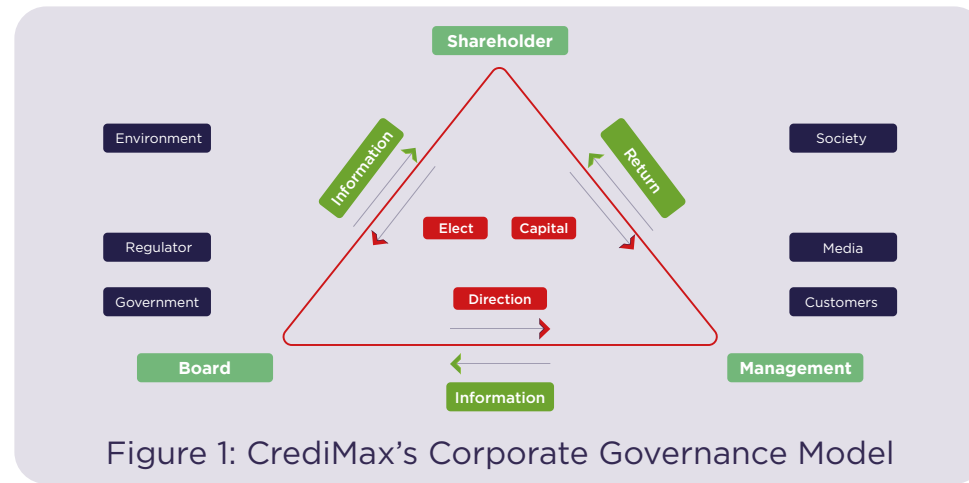 Shareholder
Environment
Information
Return
Society
Elect
Capital
Regulator
Media
Government
Direction
Customers
Board
Management
Information
Figure 1: CrediMax’s Corporate Governance Model